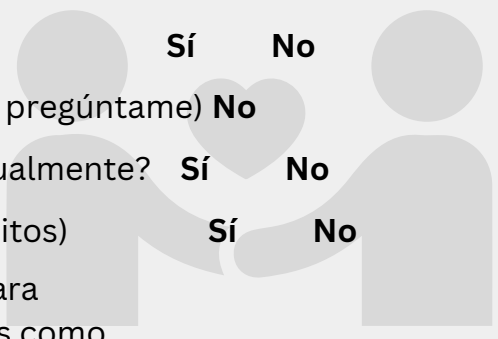 Sí No
pregúntame) No
ualmente? Sí No
itos) Sí No
ara
s como